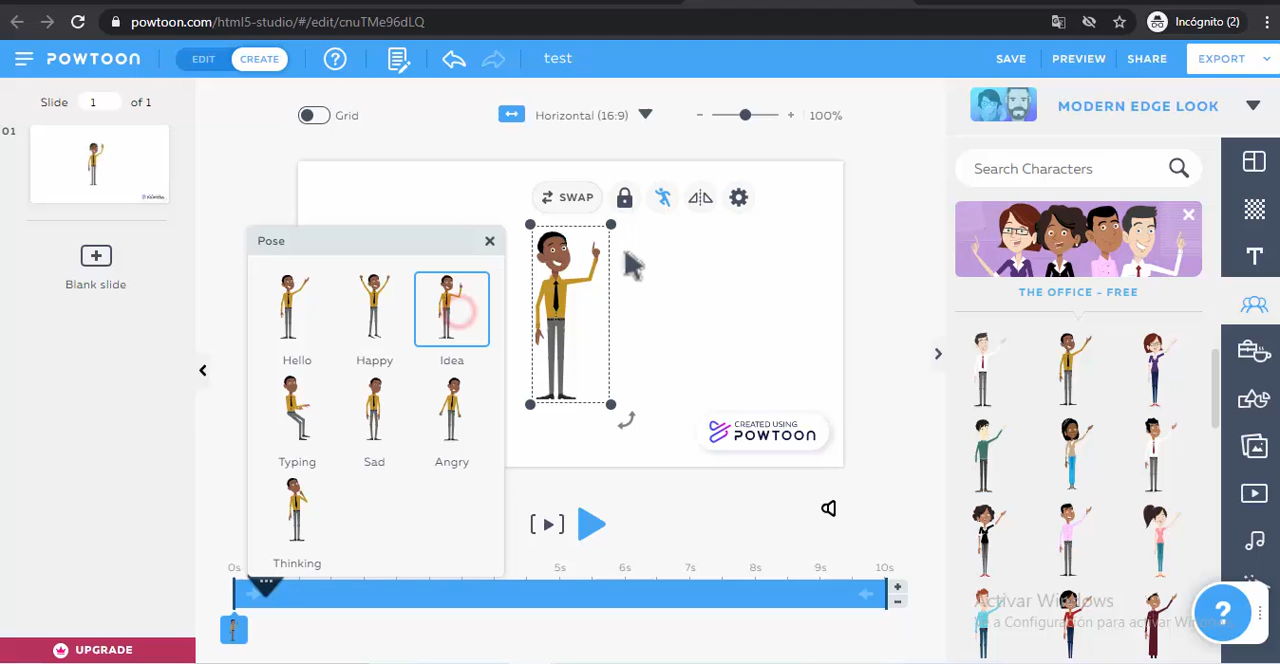 powtoon.com/html5-studio/#/edit/cnuTMe96dLQ
Incógnito (2)
POWTOON
EDIT
CREATE
?
test
SAVE
PREVIEW
SHARE
EXPORT
Slide 1 of 1
Grid
Horizontal (16:9)
- + 100%
MODERN EDGE LOOK
01
Search Characters
SWAP
Pose
Blank slide
THE OFFICE - FREE
Hello
Happy
Idea
CREATED USING
POWTOON
Typing
Sad
Angry
Thinking
0s
5s
6s
7s
8s
9s
10s
Activar Windows
Ve a Configuración para activar Windows.
?
UPGRADE